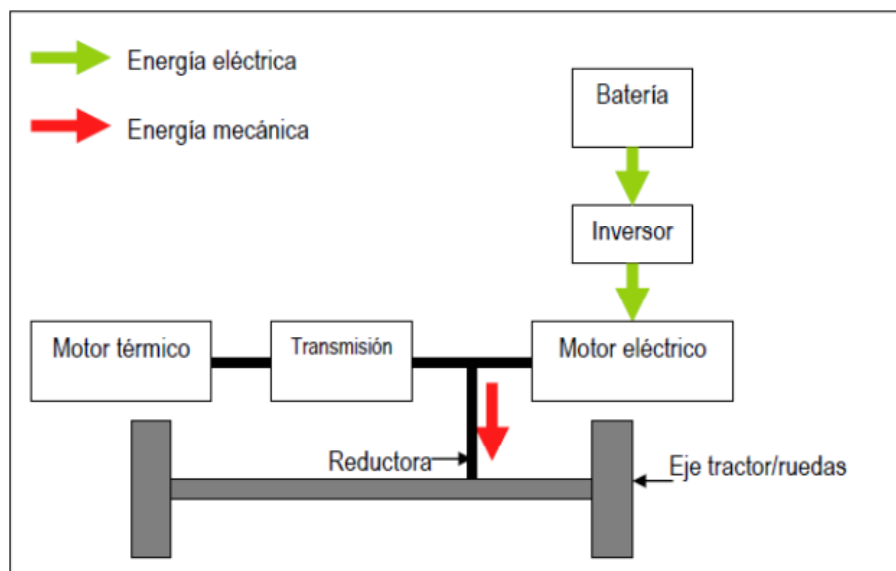 Energía eléctrica
Energía mecánica
Batería
Inversor
Motor térmico
Transmisión
Motor eléctrico
Reductora
Eje tractor/ruedas